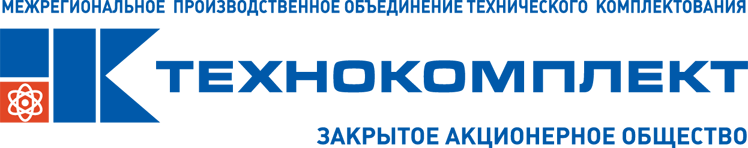 МЕЖРЕГИОНАЛЬНОЕ ПРОИЗВОДСТВЕННОЕ ОБЪЕДИНЕНИЕ ТЕХНИЧЕСКОГО КОМПЛЕКТОВАНИЯ
ТЕХНОКОМПЛЕКТ
ЗАКРЫТОЕ АКЦИОНЕРНОЕ ОБЩЕСТВО